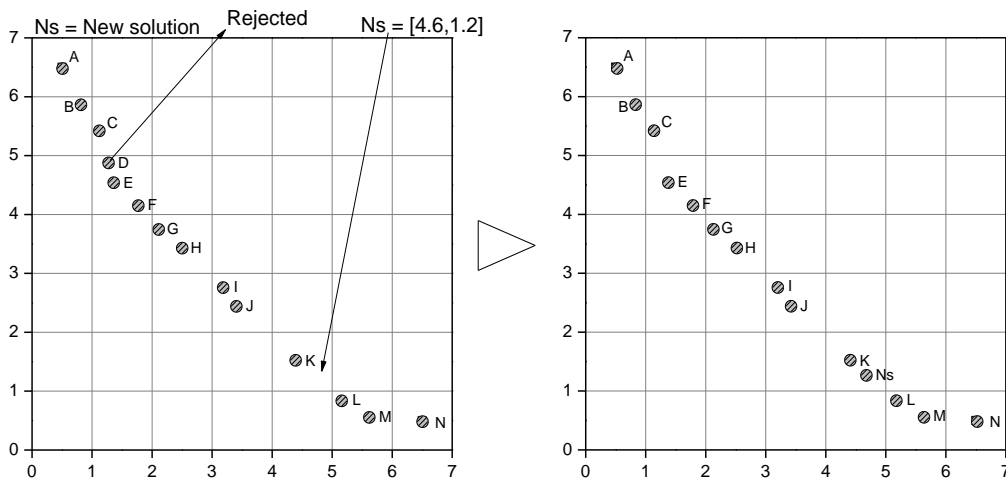 Ns = New solution
Rejected
Ns = [4.6,1.2]
7
6
5
4
3
2
1
0
0 1 2 3 4 5 6 7
A
B
C
D
E
F
G
H
I
J
K
L
M
N
7
6
5
4
3
2
1
0
0 1 2 3 4 5 6 7
A
B
C
E
F
G
H
I
J
K
Ns
L
M
N